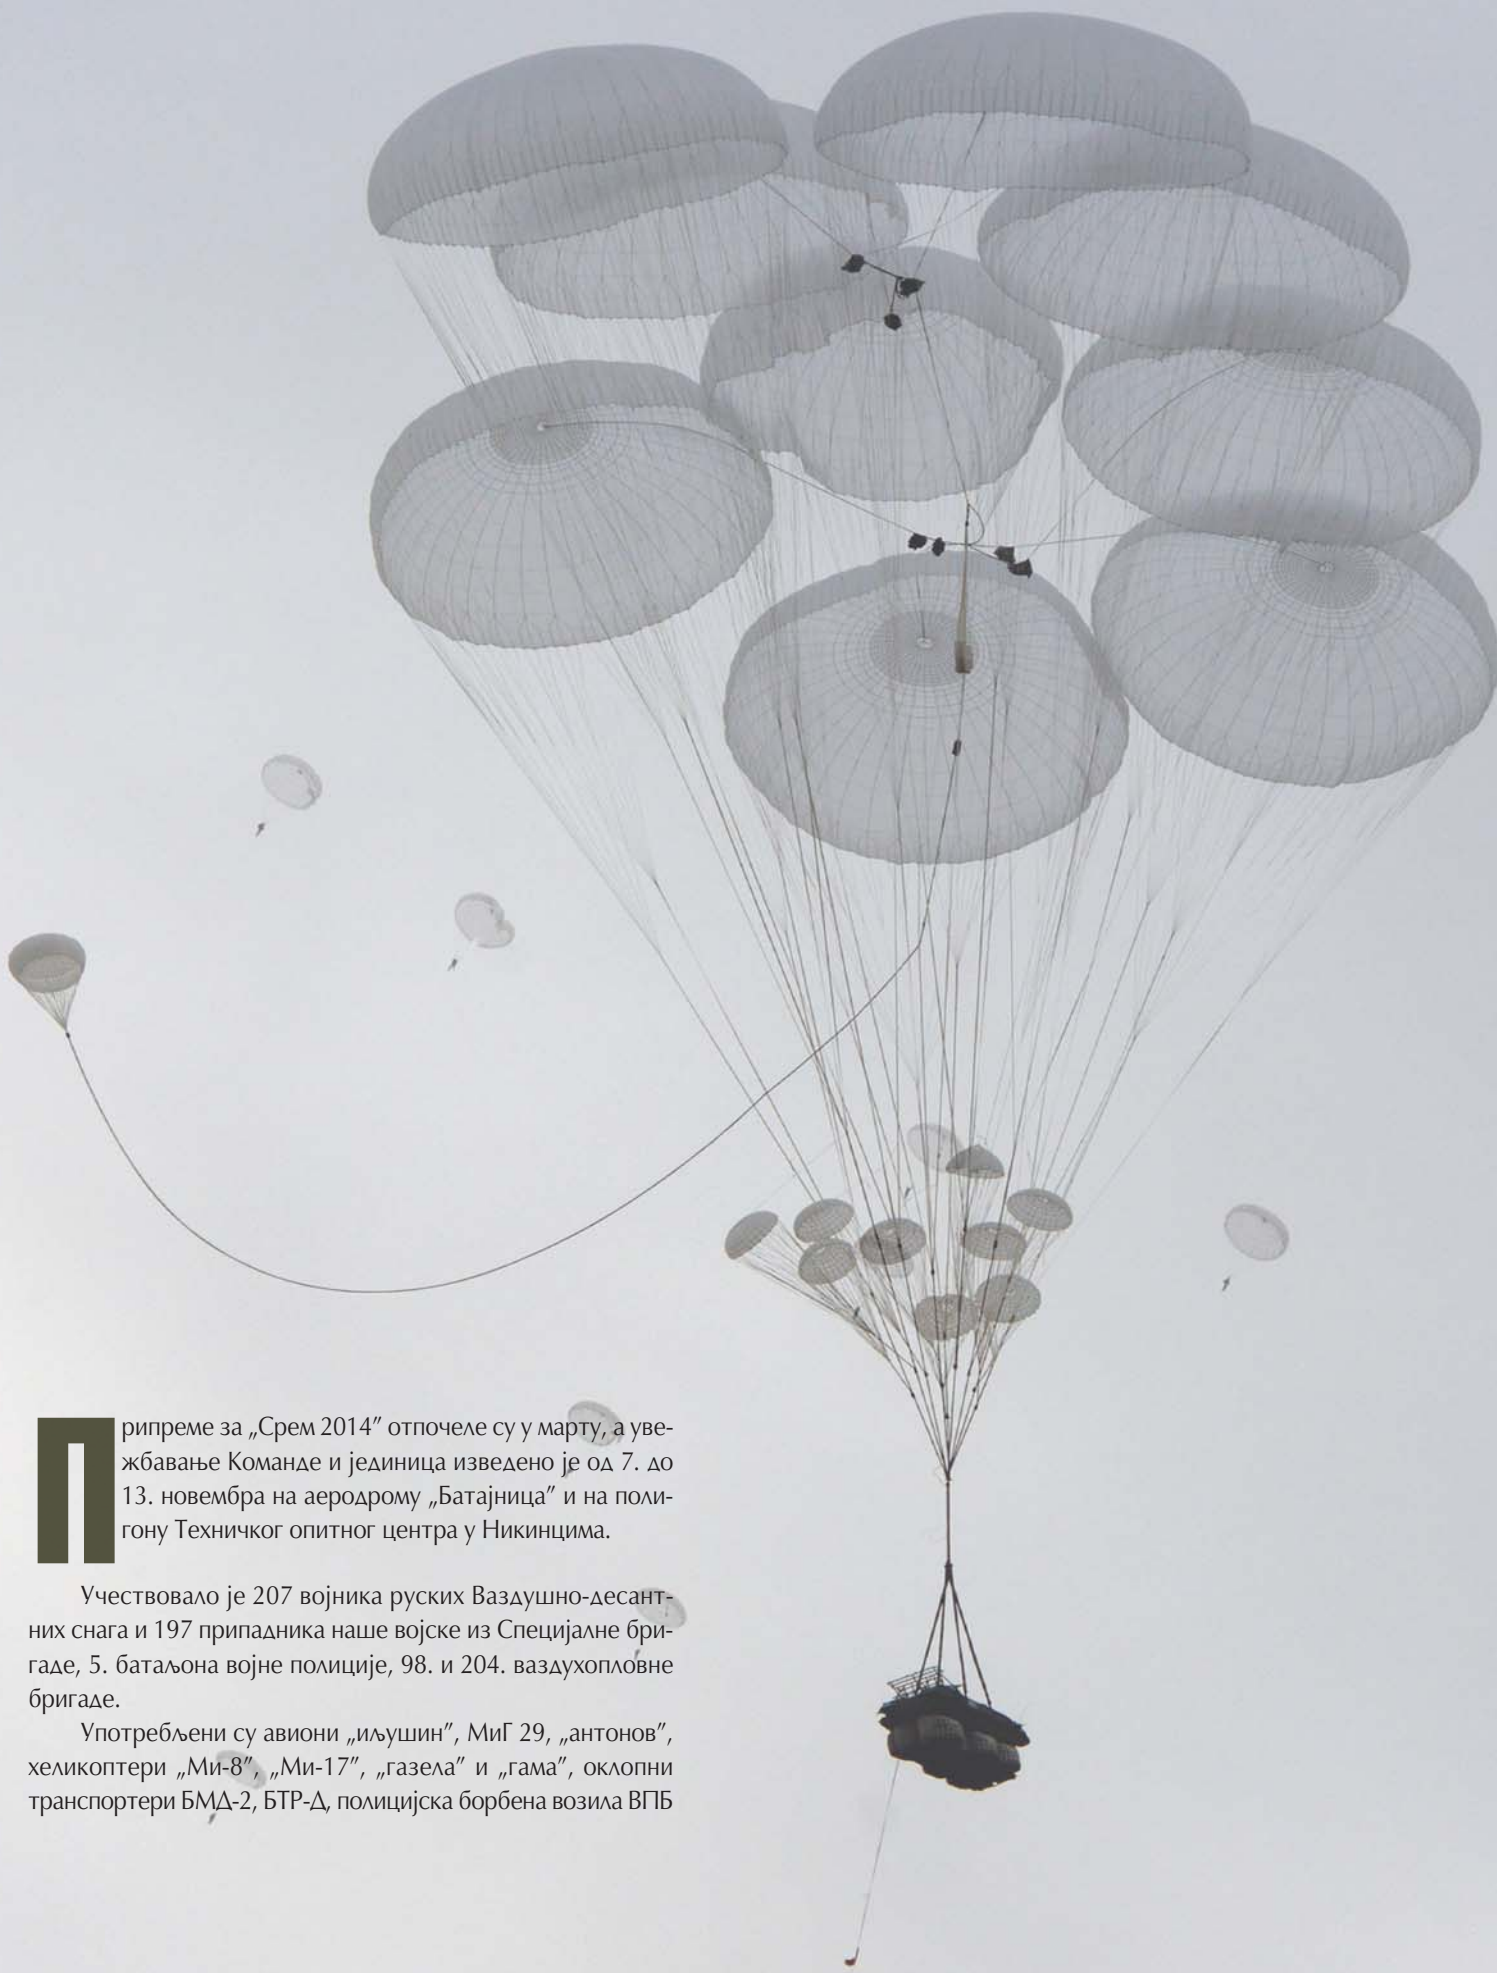 Припреме за „Срем 2014” отпочеле су у марту, а уве-
жбавање Команде и јединица изведено је од 7. до
13. новембра на аеродрому „Батајница” и на поли-
гону Техничког опитног центра у Никинцима.
Учествовало је 207 војника руских Ваздушно-десант-
них снага и 197 припадника наше војске из Специјалне бри-
гаде, 5. батаљона војне полиције, 98. и 204. ваздухопловне
бригаде.
Употребљени су авиони „иљушин”, МиГ 29, „антонов”,
хеликоптери „Ми-8”, „Ми-17”, „газела” и „гама”, оклопни
транспортери БМД-2, БТР-Д, полицијска борбена возила ВПБ